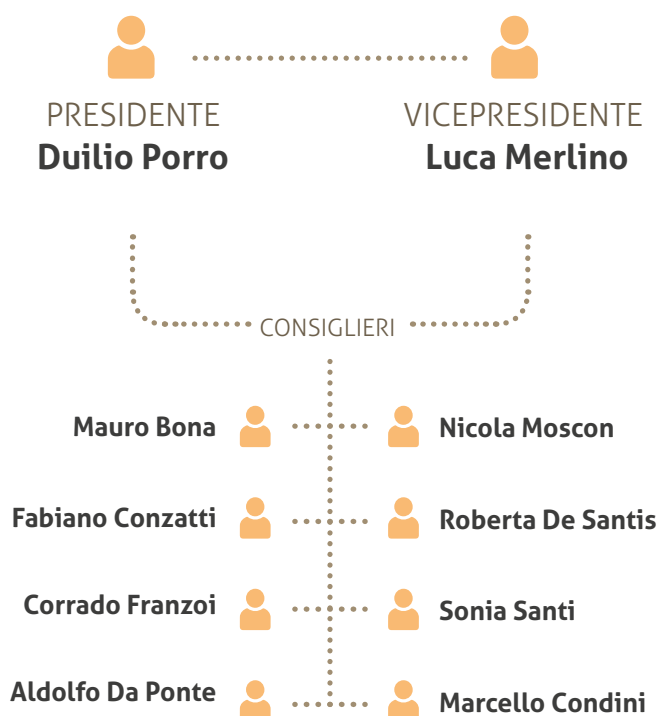 PRESIDENTE
Duilio Porro
VICEPRESIDENTE
Luca Merlino
CONSIGLIERI
Mauro Bona
Nicola Moscon
Fabiano Conzatti
Roberta De Santis
Corrado Franzoi
Sonia Santi
Aldolfo Da Ponte
Marcello Condini